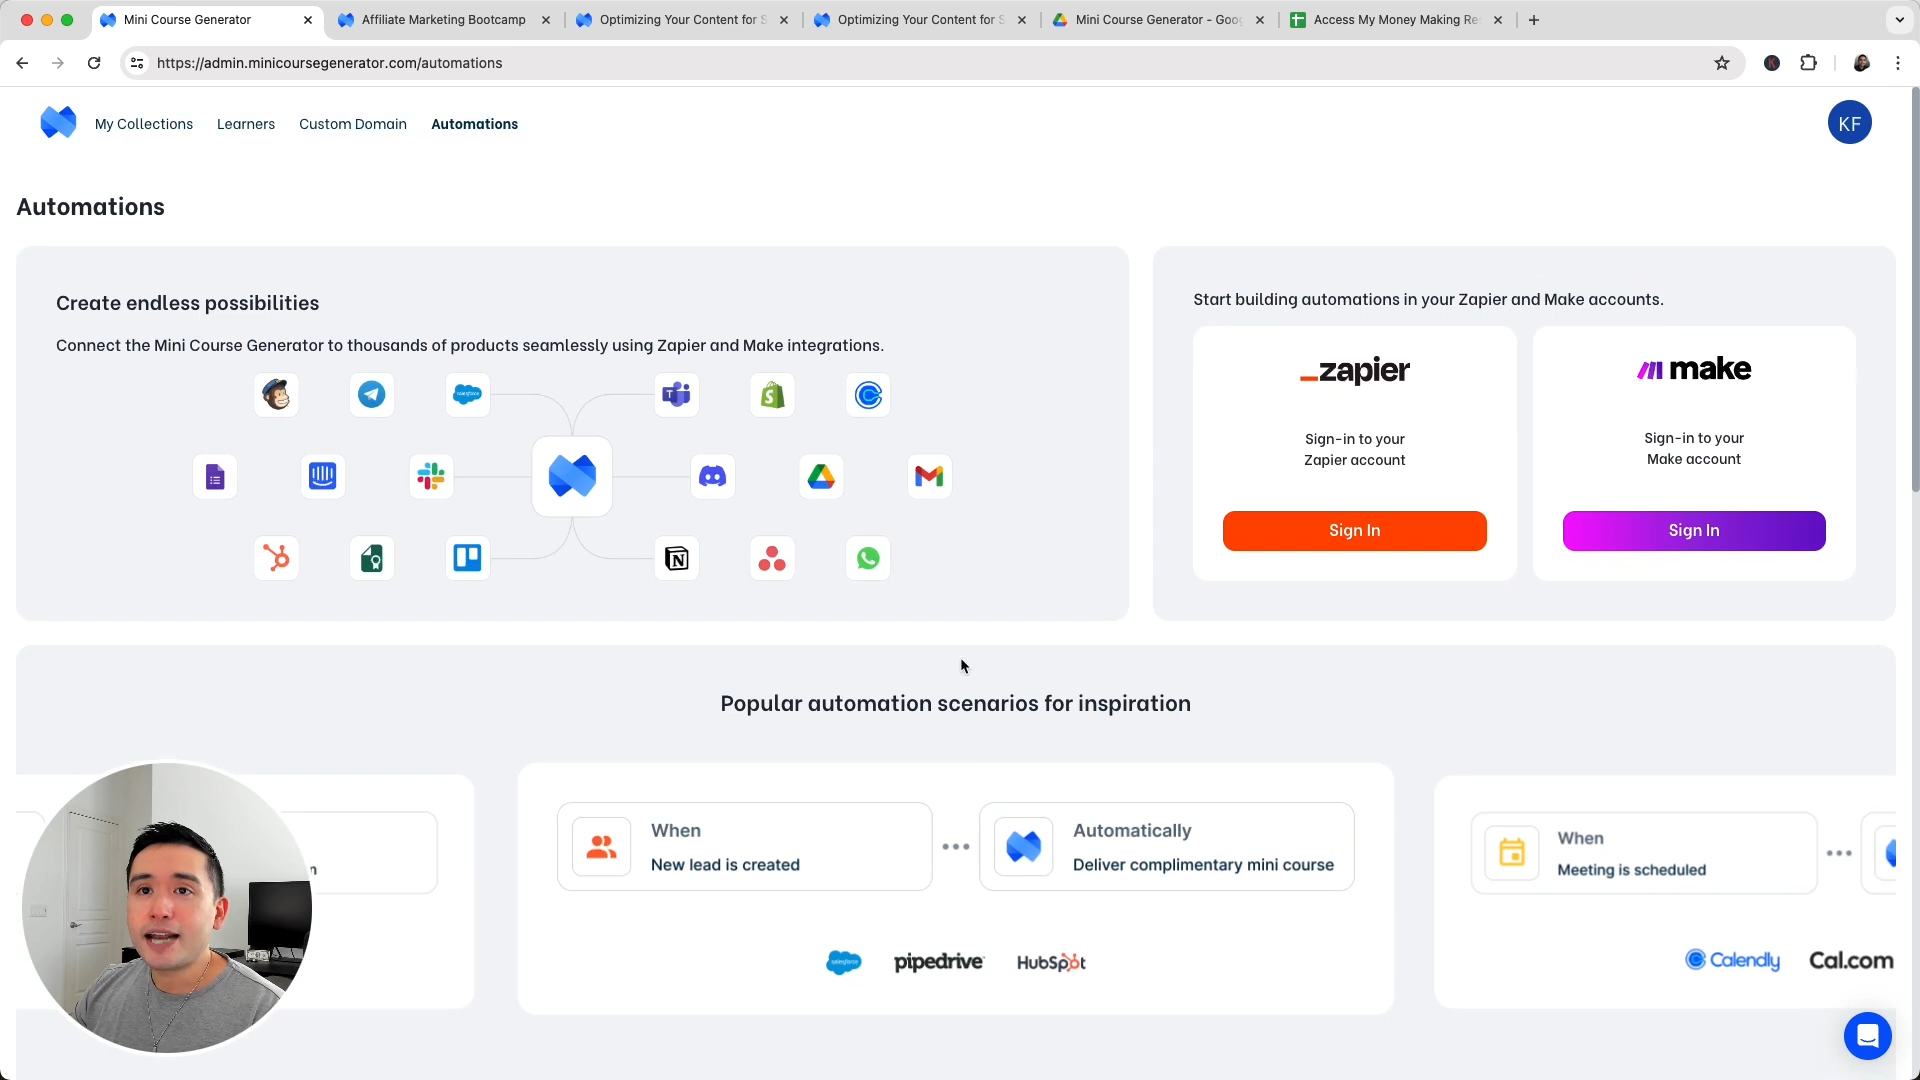 Mini Course Generator
Affiliate Marketing Bootcamp
Optimizing Your Content for S
Optimizing Your Content for S
Mini Course Generator - Goog
Access My Money Making Re
https://admin.minicoursegenerator.com/automations
My Collections
Learners
Custom Domain
Automations
KF
Automations
Create endless possibilities
Connect the Mini Course Generator to thousands of products seamlessly using Zapier and Make integrations.
Start building automations in your Zapier and Make accounts.
zapier
Sign-in to your
Zapier account
Sign In
make
Sign-in to your
Make account
Sign In
Popular automation scenarios for inspiration
n
When
New lead is created
Automatically
Deliver complimentary mini course
salesforce
pipedrive
HubSpot
When
Meeting is scheduled
Calendly
Cal.com